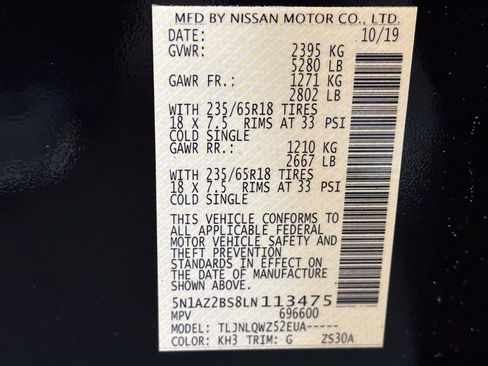 MFD BY NISSAN MOTOR CO., LTD.
DATE: 10/19
GVWR: 2395 KG
5280 LB
GAWR FR.: 1271 KG
2802 LB
WITH 235/65R18 TIRES
18 X 7.5 RIMS AT 33 PSI
COLD SINGLE
GAWR RR.: 1210 KG
2667 LB
WITH 235/65R18 TIRES
18 X 7.5 RIMS AT 33 PSI
COLD SINGLE
THIS VEHICLE CONFORMS TO
ALL APPLICABLE FEDERAL
MOTOR VEHICLE SAFETY AND
THEFT PREVENTION
STANDARDS IN EFFECT ON
THE DATE OF MANUFACTURE
SHOWN ABOVE.
5N1AZ2BS8LN113475
MPV 696600
MODEL: TLJNLQWZ52EUA-----
COLOR: KH3 TRIM: G ZS30A